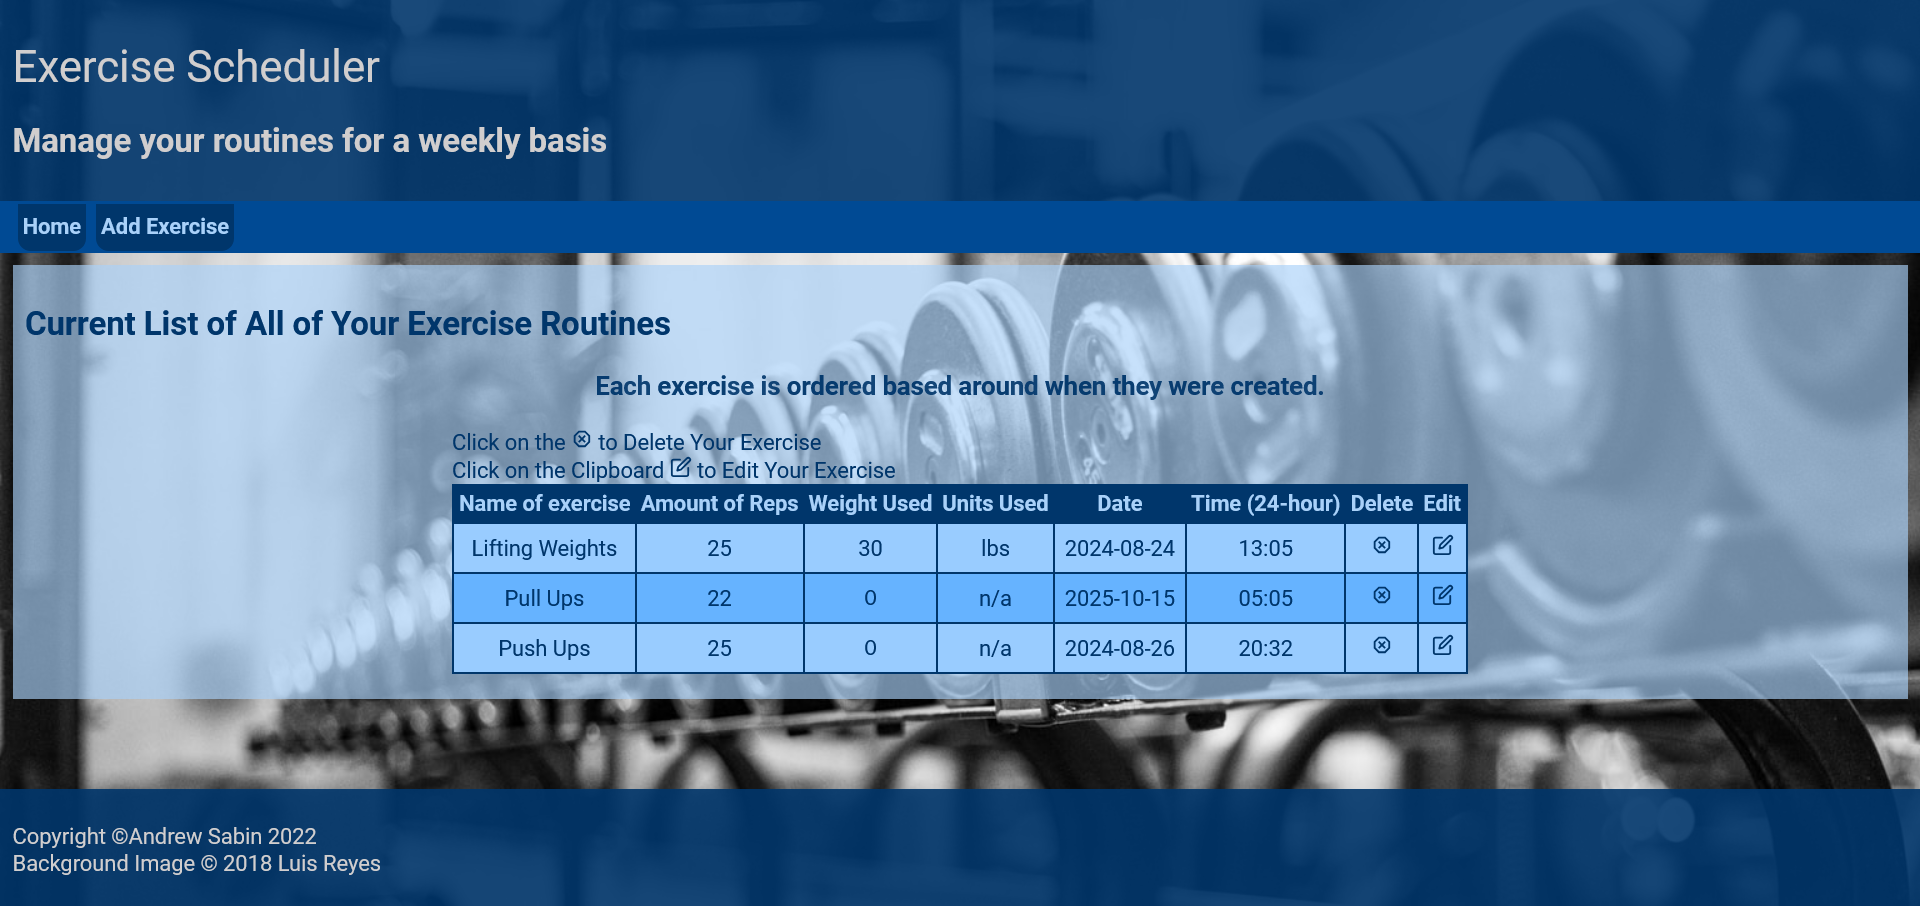 Exercise Scheduler
Manage your routines for a weekly basis
Home Add Exercise
Current List of All of Your Exercise Routines
Each exercise is ordered based around when they were created.
Click on the to Delete Your Exercise
Click on the Clipboard to Edit Your Exercise
Name of exercise Amount of Reps Weight Used Units Used Date Time (24-hour) Delete Edit
Lifting Weights 25 30 lbs 2024-08-24 13:05
Pull Ups 22 0 n/a 2025-10-15 05:05
Push Ups 25 0 n/a 2024-08-26 20:32
Copyright ©Andrew Sabin 2022
Background Image © 2018 Luis Reyes